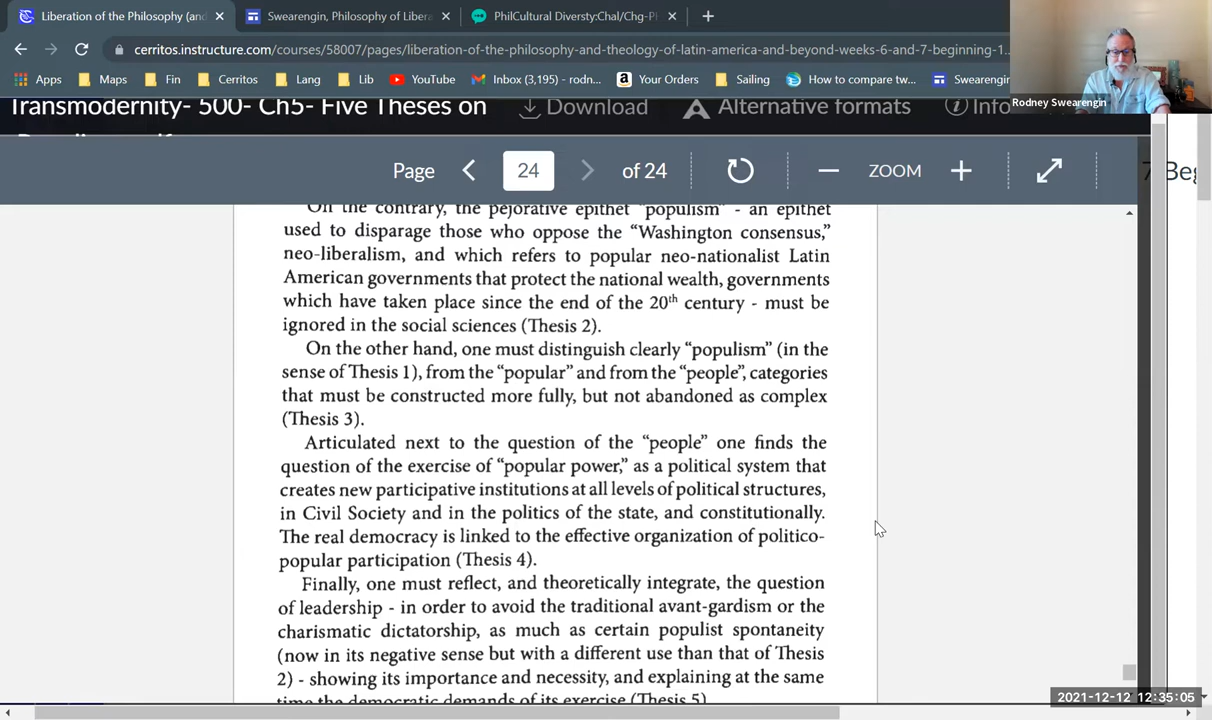 Liberation of the Philosophy (an
Swearengin, Philosophy of Libera
PhilCultural Diversty:Chal/Chg-P
cerritos.instructure.com/courses/58007/pages/liberation-of-the-philosophy-and-theology-of-latin-america-and-beyond-weeks-6-and-7-beginning-1...
Apps Maps Fin Cerritos Lang Lib YouTube Inbox (3,195) - rodn... Your Orders Sailing How to compare tw... Swearengin
Rodney Swearengin
Transmodernity- 500- Ch5- Five Theses on
Download Alternative formats Info
Page 24 of 24 ZOOM
7 Beg
On the contrary, the pejorative epithet "populism" - an epithet
used to disparage those who oppose the “Washington consensus,”
neo-liberalism, and which refers to popular neo-nationalist Latin
American governments that protect the national wealth, governments
which have taken place since the end of the 20th century - must be
ignored in the social sciences (Thesis 2).
On the other hand, one must distinguish clearly “populism” (in the
sense of Thesis 1), from the “popular” and from the “people”, categories
that must be constructed more fully, but not abandoned as complex
(Thesis 3).
Articulated next to the question of the “people” one finds the
question of the exercise of “popular power,” as a political system that
creates new participative institutions at all levels of political structures,
in Civil Society and in the politics of the state, and constitutionally.
The real democracy is linked to the effective organization of politico-
popular participation (Thesis 4).
Finally, one must reflect, and theoretically integrate, the question
of leadership - in order to avoid the traditional avant-gardism or the
charismatic dictatorship, as much as certain populist spontaneity
(now in its negative sense but with a different use than that of Thesis
2) - showing its importance and necessity, and explaining at the same
time the democratic demands of its exercise (Thesis 5)
2021-12-12 12:35:05